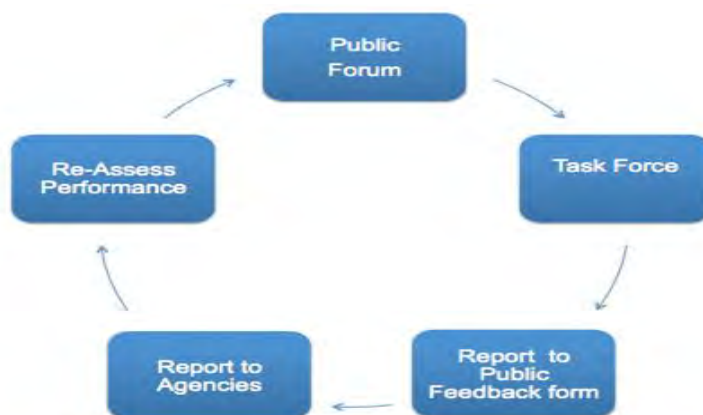 Public
Forum
Task Force
Report to
Public
Feedback form
Report to
Agencies
Re-Assess
Performance